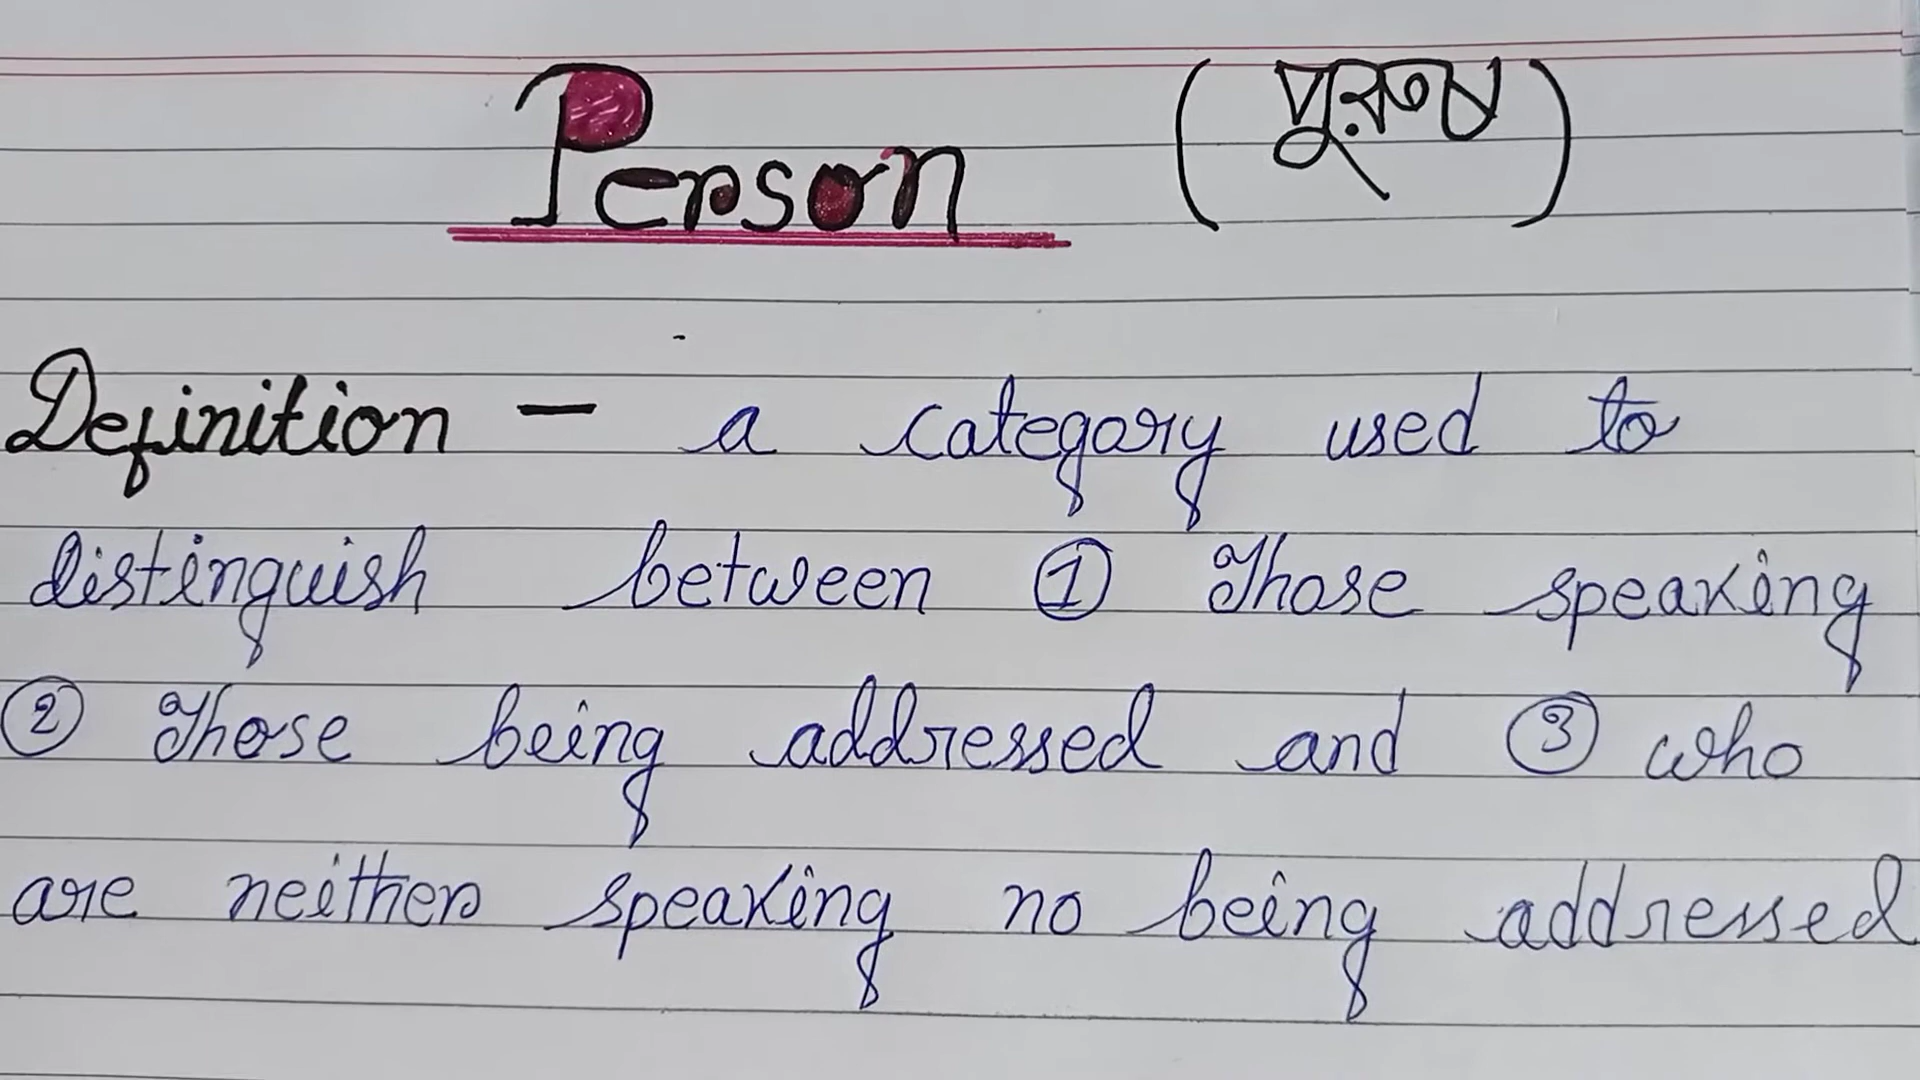 Person (পুরুষ)
Definition — a category used to
distinguish between ① Those speaking
② Those being addressed and ③ who
are neither speaking no being addressed